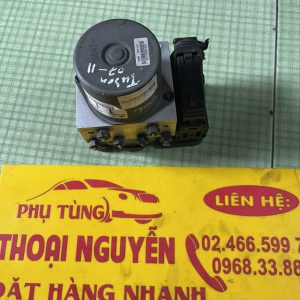 Tucson
07-11
PHỤ TÙNG
LIÊN HỆ:
THOẠI NGUYỄN
02.466.599.7
0968.33.88
ĐẶT HÀNG NHANH